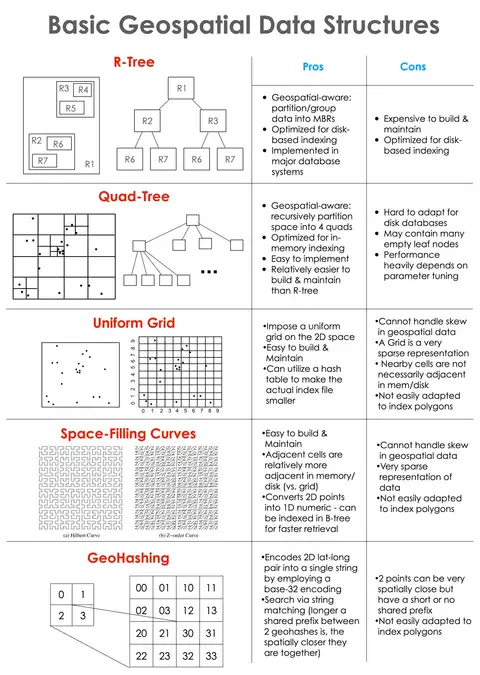 Basic Geospatial Data Structures
R-Tree
Pros
Cons
R3 R4
R5
R2 R6
R7
R1
R1
R2 R3
R6 R7 R6 R7
• Geospatial-aware:
partition/group
data into MBRs
• Optimized for disk-
based indexing
• Implemented in
major database
systems
• Expensive to build &
maintain
• Optimized for disk-
based indexing
Quad-Tree
...
• Geospatial-aware:
recursively partition
space into 4 quads
• Optimized for in-
memory indexing
• Easy to implement
• Relatively easier to
build & maintain
than R-tree
• Hard to adapt for
disk databases
• May contain many
empty leaf nodes
• Performance
heavily depends on
parameter tuning
Uniform Grid
9
8
7
6
5
4
3
2
1
0
0 1 2 3 4 5 6 7 8 9
•Impose a uniform
grid on the 2D space
•Easy to build &
Maintain
•Can utilize a hash
table to make the
actual index file
smaller
•Cannot handle skew
in geospatial data
•A Grid is a very
sparse representation
• Nearby cells are not
necessarily adjacent
in mem/disk
•Not easily adapted
to index polygons
Space-Filling Curves
(a) Hilbert Curve
(b) Z-order Curve
•Easy to build &
Maintain
•Adjacent cells are
relatively more
adjacent in memory/
disk (vs. grid)
•Converts 2D points
into 1D numeric - can
be indexed in B-tree
for faster retrieval
•Cannot handle skew
in geospatial data
•Very sparse
representation of
data
•Not easily adapted
to index polygons
GeoHashing
0 1
2 3
00 01 10 11
02 03 12 13
20 21 30 31
22 23 32 33
•Encodes 2D lat-long
pair into a single string
by employing a
base-32 encoding
•Search via string
matching (longer a
shared prefix between
2 geohashes is, the
spatially closer they
are together)
•2 points can be very
spatially close but
have a short or no
shared prefix
•Not easily adapted to
index polygons